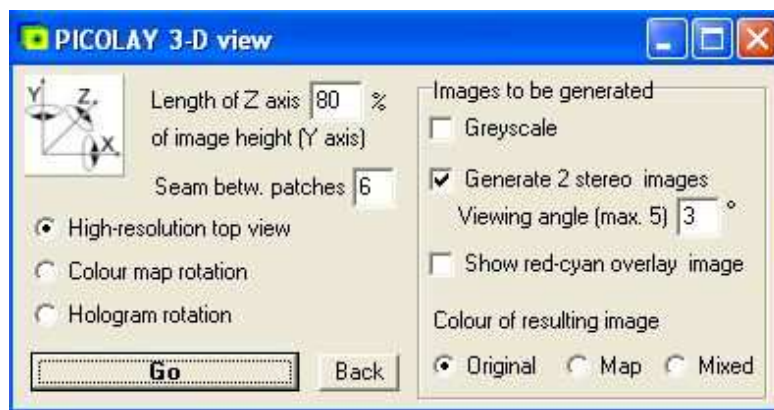 PICOLAY 3-D view
Y Z
X
Length of Z axis 80 %
of image height (Y axis)
Seam betw. patches 6
High-resolution top view
Colour map rotation
Hologram rotation
Go Back
Images to be generated
Greyscale
Generate 2 stereo images
Viewing angle (max. 5) 3 °
Show red-cyan overlay image
Colour of resulting image
Original Map Mixed